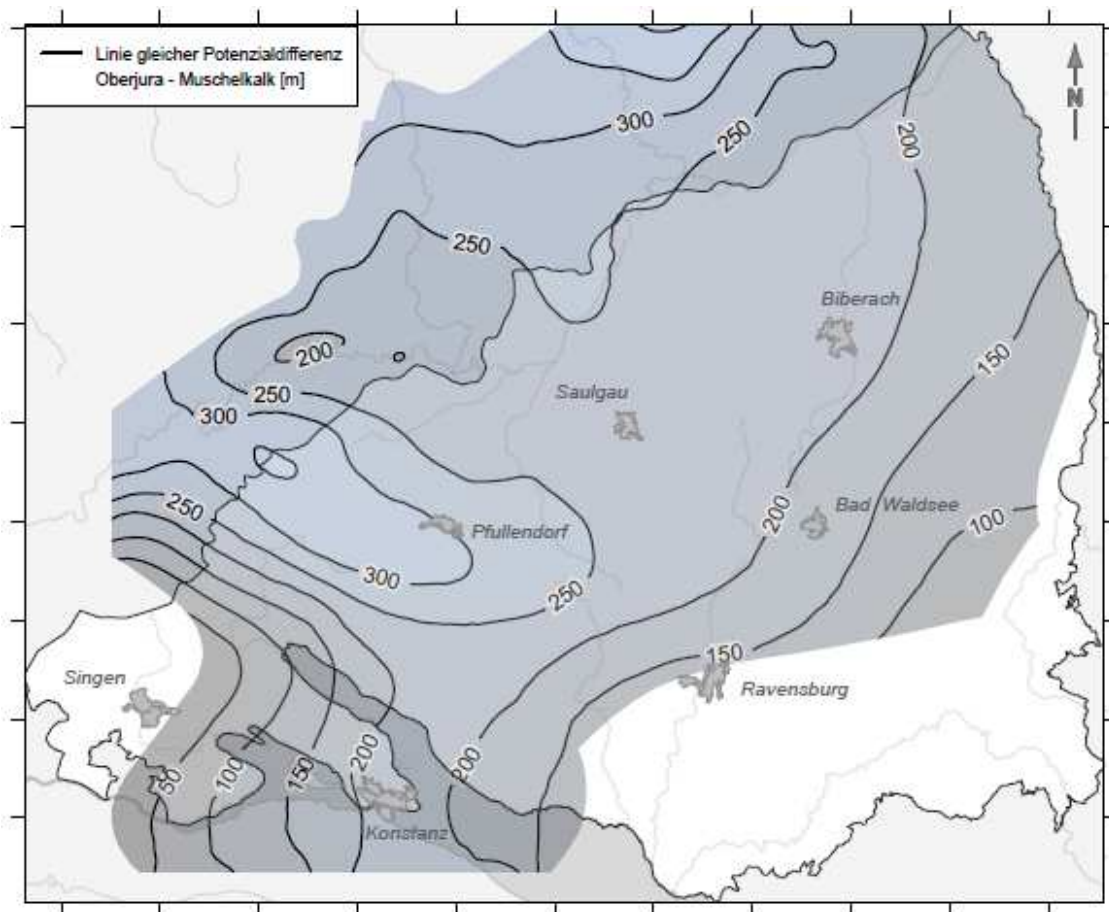 Linie gleicher Potenzialdifferenz
Oberjura - Muschelkalk [m]
N
300
250
200
250
Biberach
200
150
250
Saulgau
300
250
200
Bad Waldsee
100
Pfullendorf
300
250
150
Singen
Ravensburg
200
200
50
100
150
Konstanz